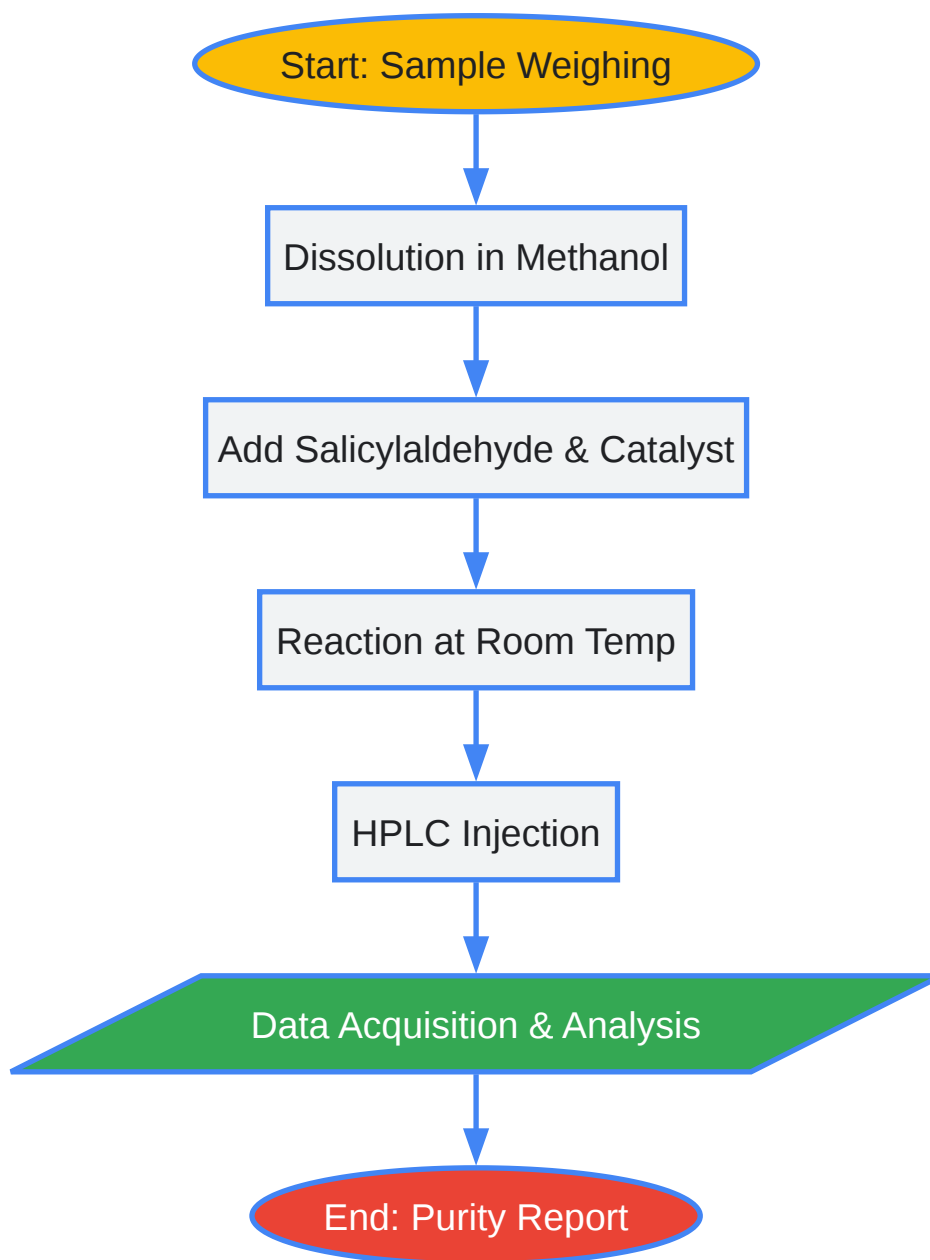 Start: Sample Weighing
Dissolution in Methanol
Add Salicylaldehyde & Catalyst
Reaction at Room Temp
HPLC Injection
Data Acquisition & Analysis
End: Purity Report